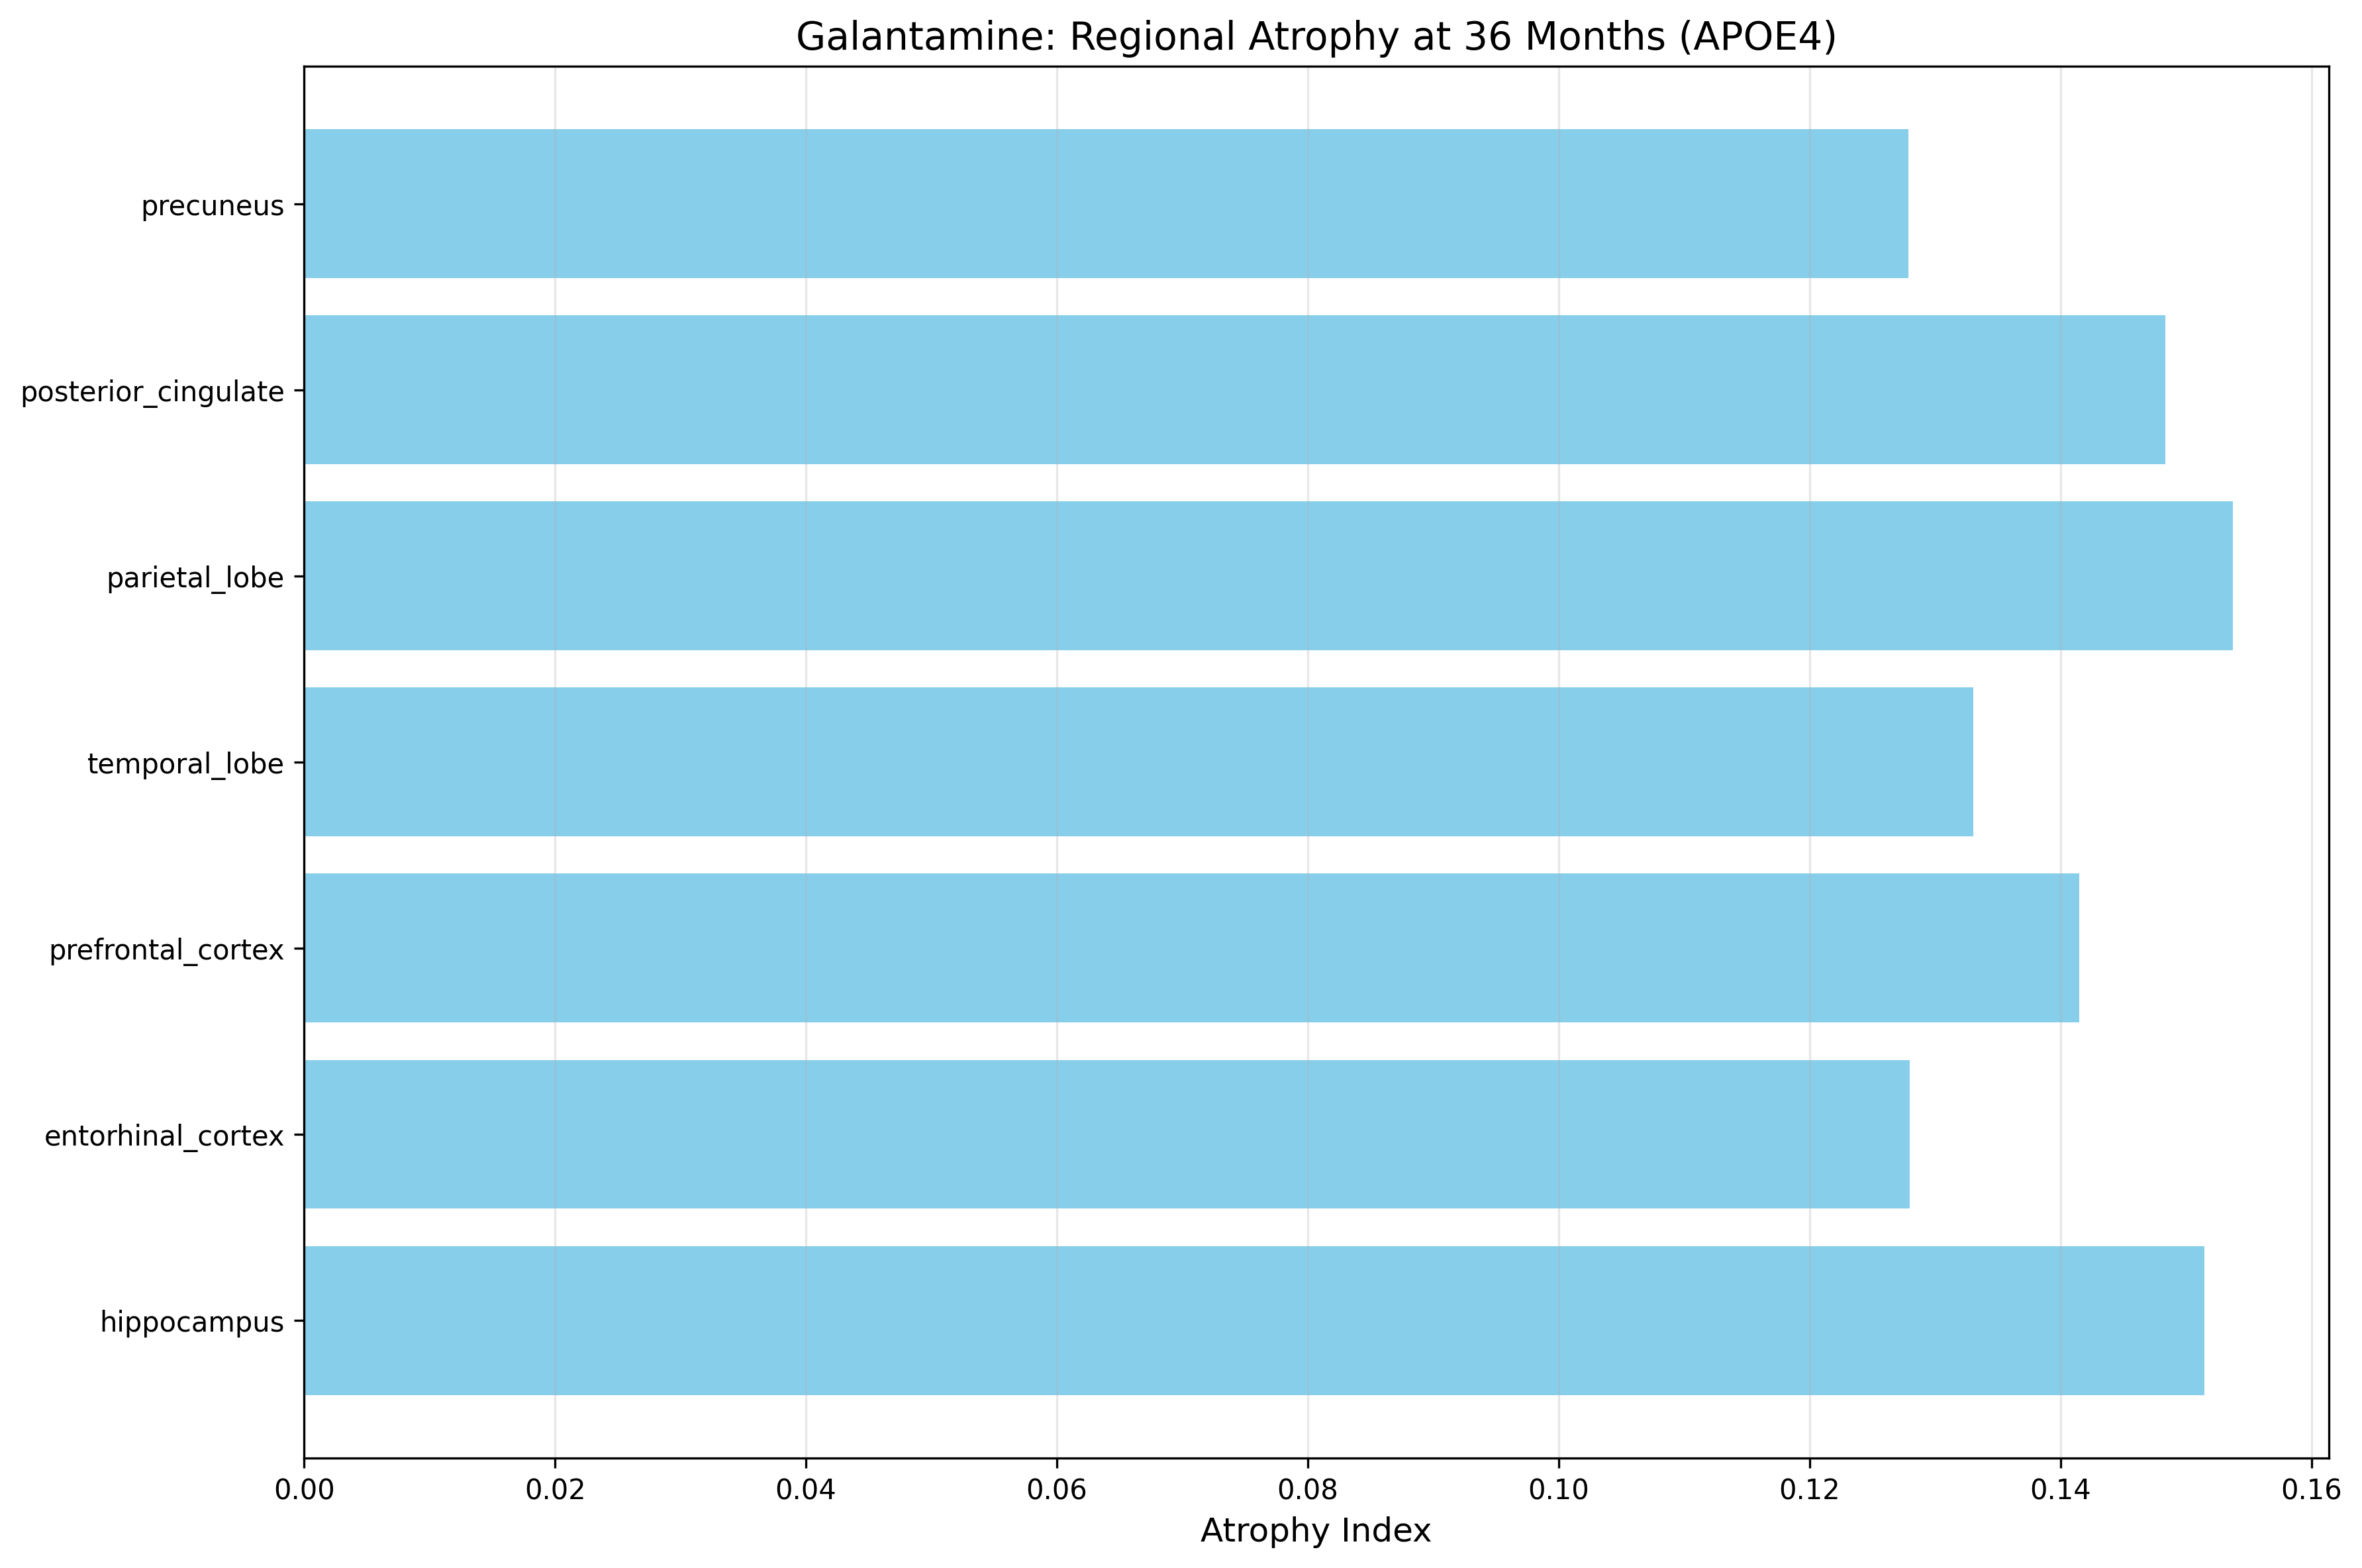 Galantamine: Regional Atrophy at 36 Months (APOE4)
precuneus
posterior_cingulate
parietal_lobe
temporal_lobe
prefrontal_cortex
entorhinal_cortex
hippocampus
0.00 0.02 0.04 0.06 0.08 0.10 0.12 0.14 0.16
Atrophy Index